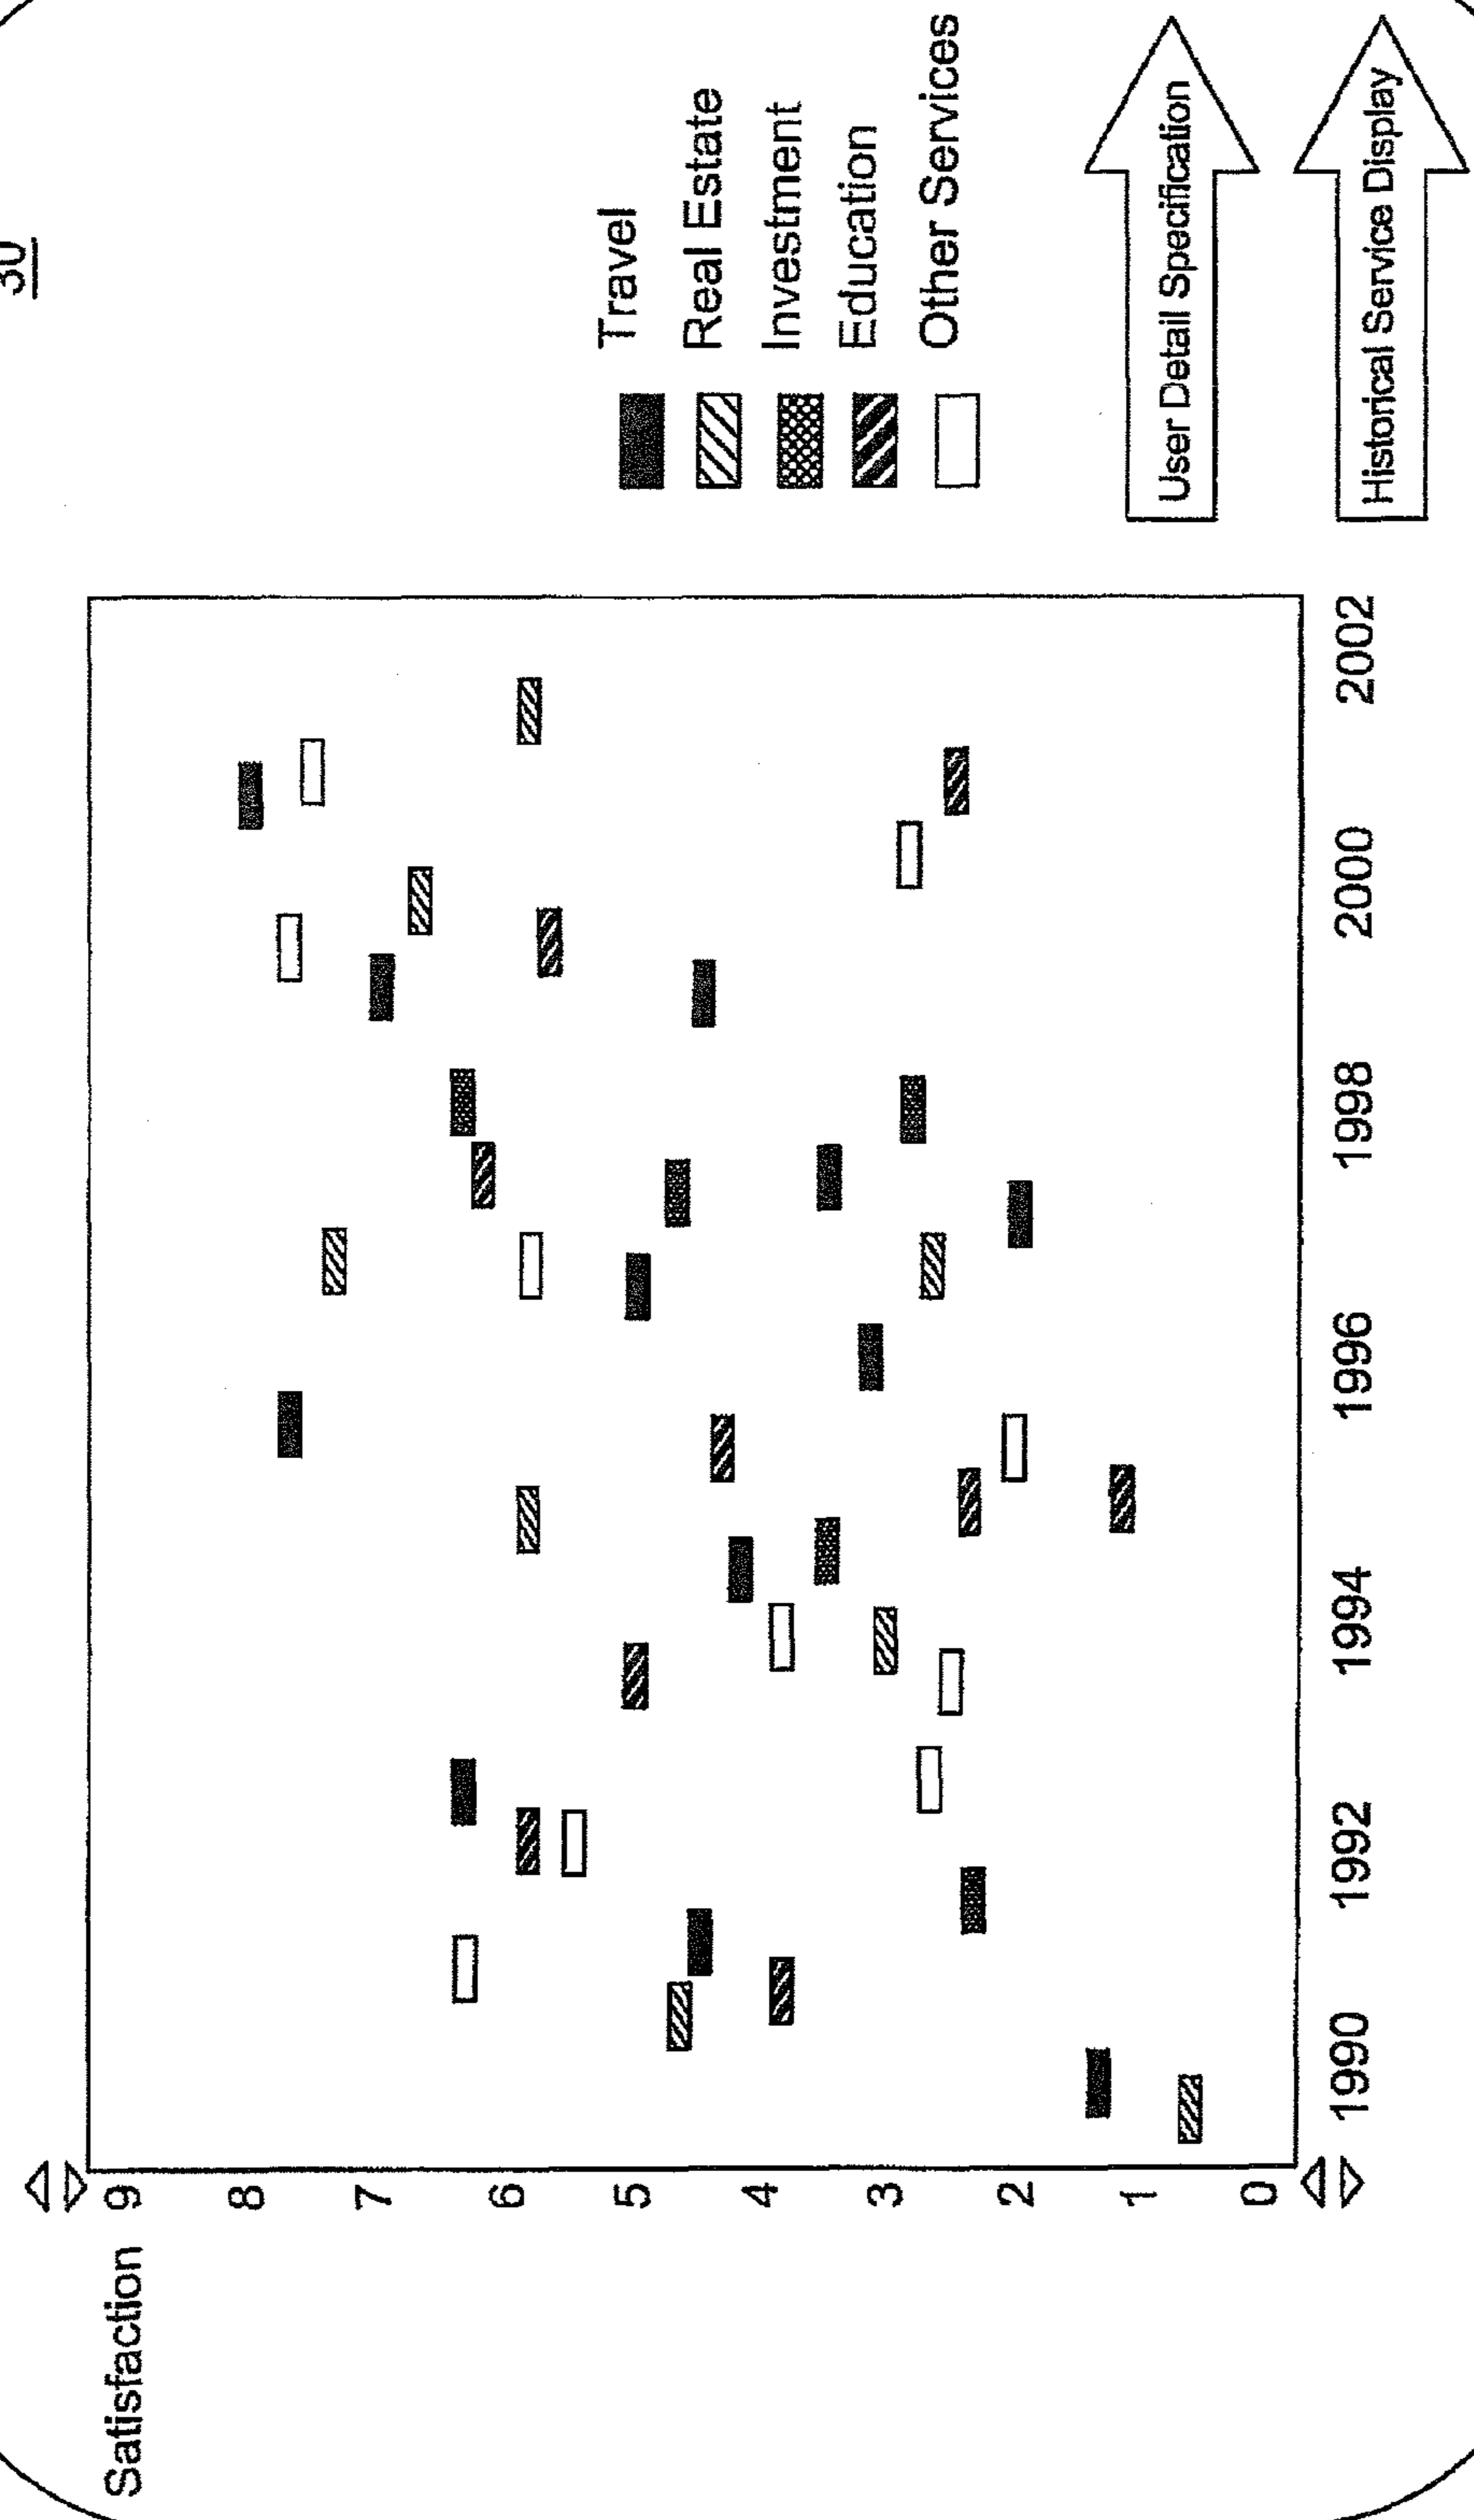 30
Satisfaction
9
8
7
6
5
4
3
2
1
0
1990
1992
1994
1996
1998
2000
2002
Travel
Real Estate
Investment
Education
Other Services
User Detail Specification
Historical Service Display